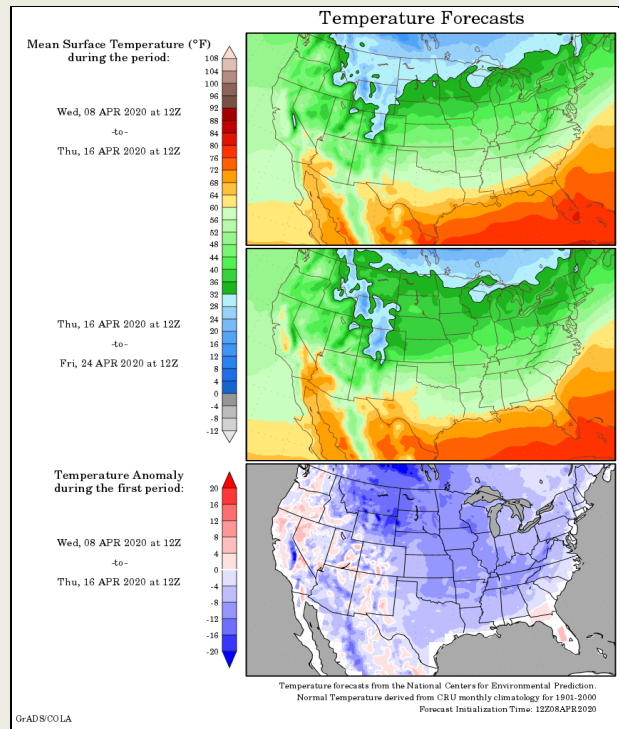 Temperature Forecasts
Mean Surface Temperature (°F)
during the period:
Wed, 08 APR 2020 at 12Z
-to-
Thu, 16 APR 2020 at 12Z
108
104
100
96
92
88
84
80
76
72
68
64
60
56
52
48
44
40
36
32
28
24
20
16
12
8
4
0
-4
-8
-12
Thu, 16 APR 2020 at 12Z
-to-
Fri, 24 APR 2020 at 12Z
Temperature Anomaly
during the first period:
Wed, 08 APR 2020 at 12Z
-to-
Thu, 16 APR 2020 at 12Z
20
16
12
8
4
0
-4
-8
-12
-16
-20
Temperature forecasts from the National Centers for Environmental Prediction.
Normal Temperature derived from CRU monthly climatology for 1901-2000
Forecast Initialization Time: 12Z08APR2020
GrADS/COLA